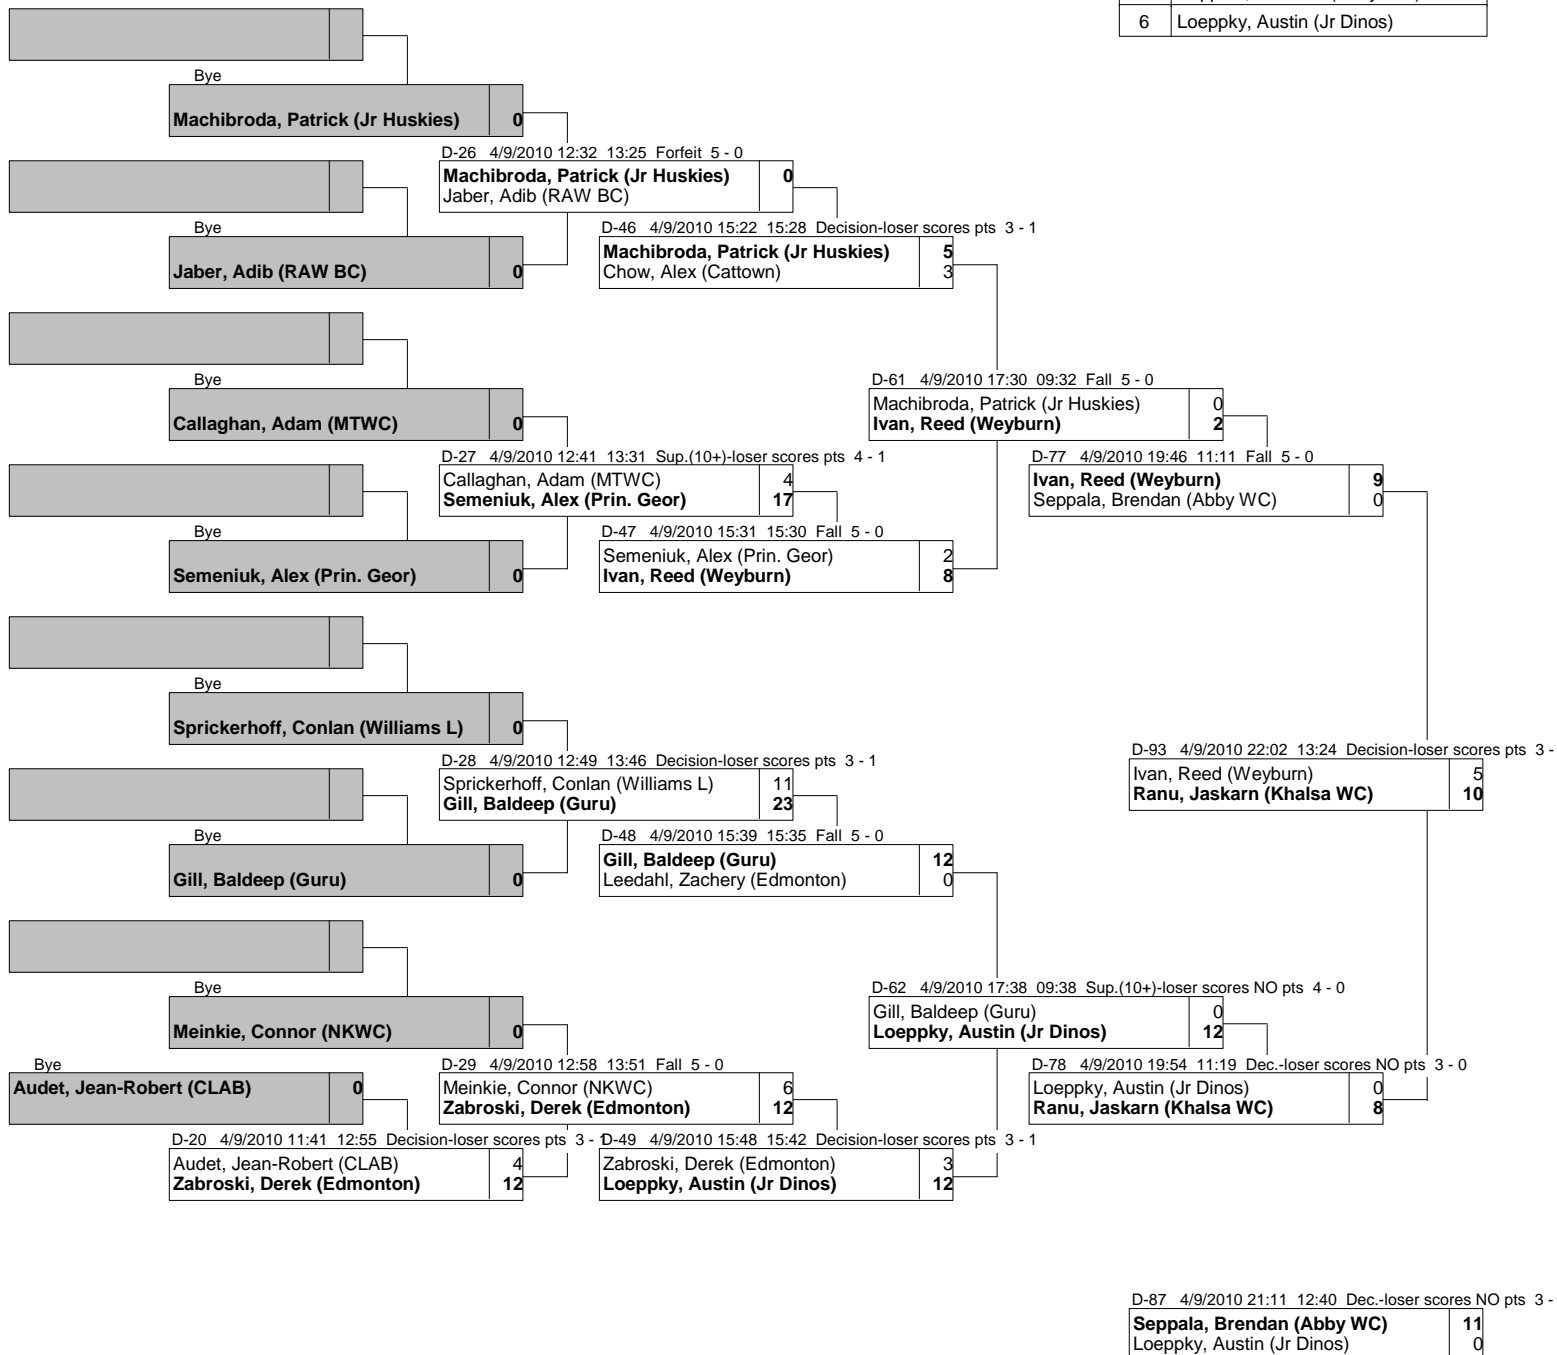 6 Loeppky, Austin (Jr Dinos)
Bye
Machibroda, Patrick (Jr Huskies) 0
D-26 4/9/2010 12:32 13:25 Forfeit 5 - 0
Machibroda, Patrick (Jr Huskies) 0
Jaber, Adib (RAW BC)
Bye
Jaber, Adib (RAW BC) 0
D-46 4/9/2010 15:22 15:28 Decision-loser scores pts 3 - 1
Machibroda, Patrick (Jr Huskies) 5
Chow, Alex (Cattown) 3
Bye
Callaghan, Adam (MTWC) 0
D-61 4/9/2010 17:30 09:32 Fall 5 - 0
Machibroda, Patrick (Jr Huskies) 0
Ivan, Reed (Weyburn) 2
D-27 4/9/2010 12:41 13:31 Sup.(10+)-loser scores pts 4 - 1
Callaghan, Adam (MTWC) 4
Semeniuk, Alex (Prin. Geor) 17
D-77 4/9/2010 19:46 11:11 Fall 5 - 0
Ivan, Reed (Weyburn) 9
Seppala, Brendan (Abby WC) 0
Bye
Semeniuk, Alex (Prin. Geor) 0
D-47 4/9/2010 15:31 15:30 Fall 5 - 0
Semeniuk, Alex (Prin. Geor) 2
Ivan, Reed (Weyburn) 8
Bye
Sprickerhoff, Conlan (Williams L) 0
D-28 4/9/2010 12:49 13:46 Decision-loser scores pts 3 - 1
Sprickerhoff, Conlan (Williams L) 11
Gill, Baldeep (Guru) 23
D-93 4/9/2010 22:02 13:24 Decision-loser scores pts 3 -
Ivan, Reed (Weyburn) 5
Ranu, Jaskarn (Khalsa WC) 10
Bye
Gill, Baldeep (Guru) 0
D-48 4/9/2010 15:39 15:35 Fall 5 - 0
Gill, Baldeep (Guru) 12
Leedahl, Zachery (Edmonton) 0
Bye
Meinkie, Connor (NKWC) 0
D-62 4/9/2010 17:38 09:38 Sup.(10+)-loser scores NO pts 4 - 0
Gill, Baldeep (Guru) 0
Loeppky, Austin (Jr Dinos) 12
Bye
Audet, Jean-Robert (CLAB) 0
D-29 4/9/2010 12:58 13:51 Fall 5 - 0
Meinkie, Connor (NKWC) 6
Zabroski, Derek (Edmonton) 12
D-78 4/9/2010 19:54 11:19 Dec.-loser scores NO pts 3 - 0
Loeppky, Austin (Jr Dinos) 0
Ranu, Jaskarn (Khalsa WC) 8
D-20 4/9/2010 11:41 12:55 Decision-loser scores pts 3 -
Audet, Jean-Robert (CLAB) 4
Zabroski, Derek (Edmonton) 12
D-49 4/9/2010 15:48 15:42 Decision-loser scores pts 3 - 1
Zabroski, Derek (Edmonton) 3
Loeppky, Austin (Jr Dinos) 12
D-87 4/9/2010 21:11 12:40 Dec.-loser scores NO pts 3 -
Seppala, Brendan (Abby WC) 11
Loeppky, Austin (Jr Dinos) 0